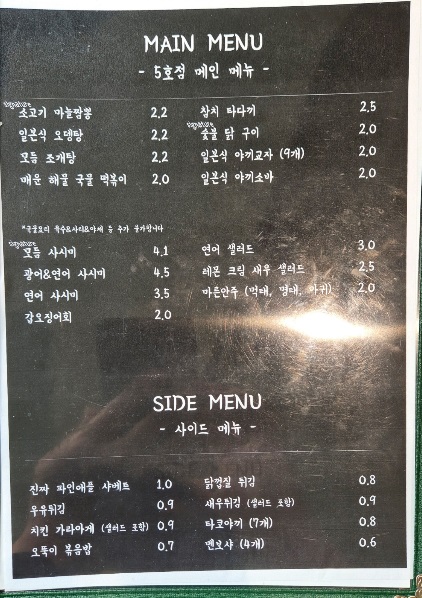 MAIN MENU
- 5호점 메인 메뉴 -
signature
소고기 마늘짬뽕 2,2
일본식 오뎅탕 2,2
모듬 조개탕 2,2
매운 해물 국물 떡볶이 2,0
참치 타다끼 2,5
signature
숯불 닭 구이 2,0
일본식 야끼교자 (9개) 2,0
일본식 야끼소바 2,0
*국물요리 육수&사리&야채 등 추가 불가합니다
signature
모듬 사시미 4,1
광어&연어 사시미 4,5
연어 사시미 3,5
갑오징어회 2,0
연어 샐러드 3,0
레몬 크림 새우 샐러드 2,5
마른안주 (먹태, 명태, 아귀) 2,0
SIDE MENU
- 사이드 메뉴 -
진짜 파인애플 샤베트 1,0
우유튀김 0,9
치킨 가라아게 (샐러드 포함) 0,9
오뚝이 볶음밥 0,7
닭껍질 튀김 0,8
새우튀김 (샐러드 포함) 0,9
타코야끼 (7개) 0,8
멘보샤 (4개) 0,6